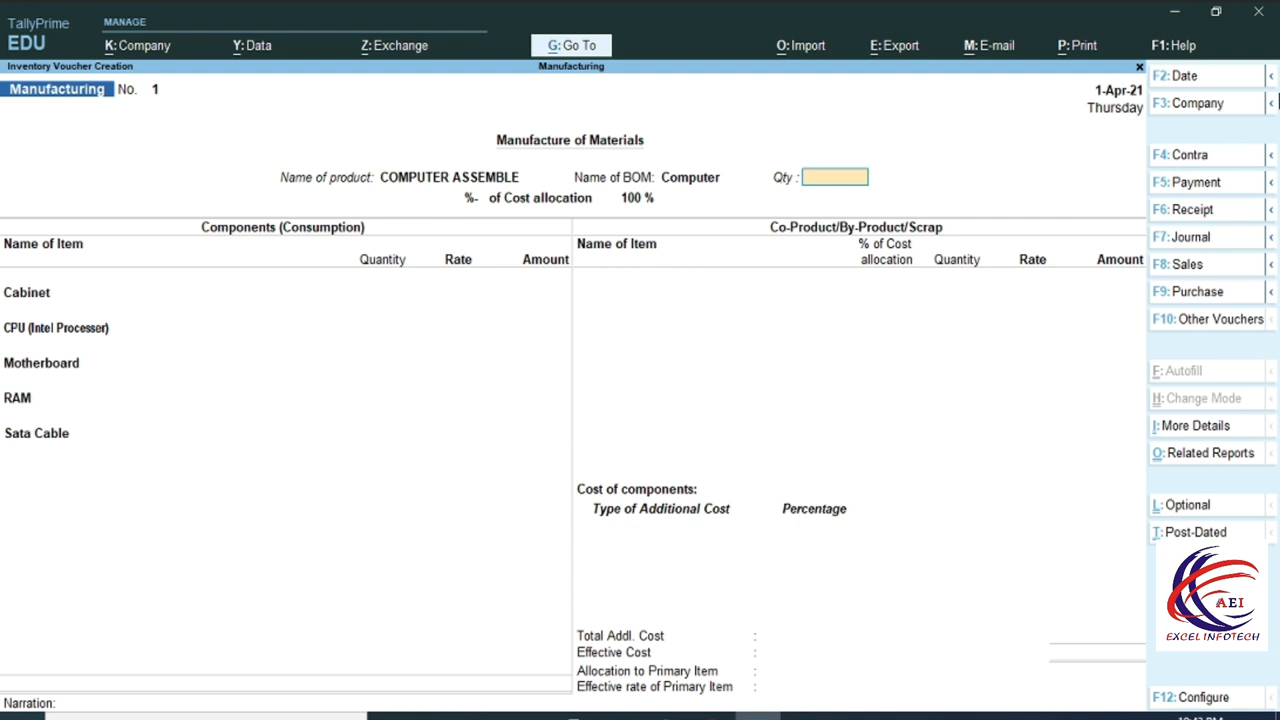 TallyPrime
EDU
MANAGE
K: Company
Y: Data
Z: Exchange
G: Go To
O: Import
E: Export
M: E-mail
P: Print
F1: Help
Inventory Voucher Creation
Manufacturing
x
Manufacturing No. 1
1-Apr-21
Thursday
Manufacture of Materials
Name of product: COMPUTER ASSEMBLE
Name of BOM: Computer
Qty :
%- of Cost allocation 100 %
Components (Consumption)
Name of Item
Quantity Rate Amount
Cabinet
CPU (Intel Processer)
Motherboard
RAM
Sata Cable
Co-Product/By-Product/Scrap
Name of Item
% of Cost allocation
Quantity Rate Amount
Cost of components:
Type of Additional Cost Percentage
Total Addl. Cost :
Effective Cost :
Allocation to Primary Item :
Effective rate of Primary Item :
Narration:
F2: Date
F3: Company
F4: Contra
F5: Payment
F6: Receipt
F7: Journal
F8: Sales
F9: Purchase
F10: Other Vouchers
F: Autofill
H: Change Mode
I: More Details
O: Related Reports
L: Optional
T: Post-Dated
AEI
EXCEL INFOTECH
F12: Configure